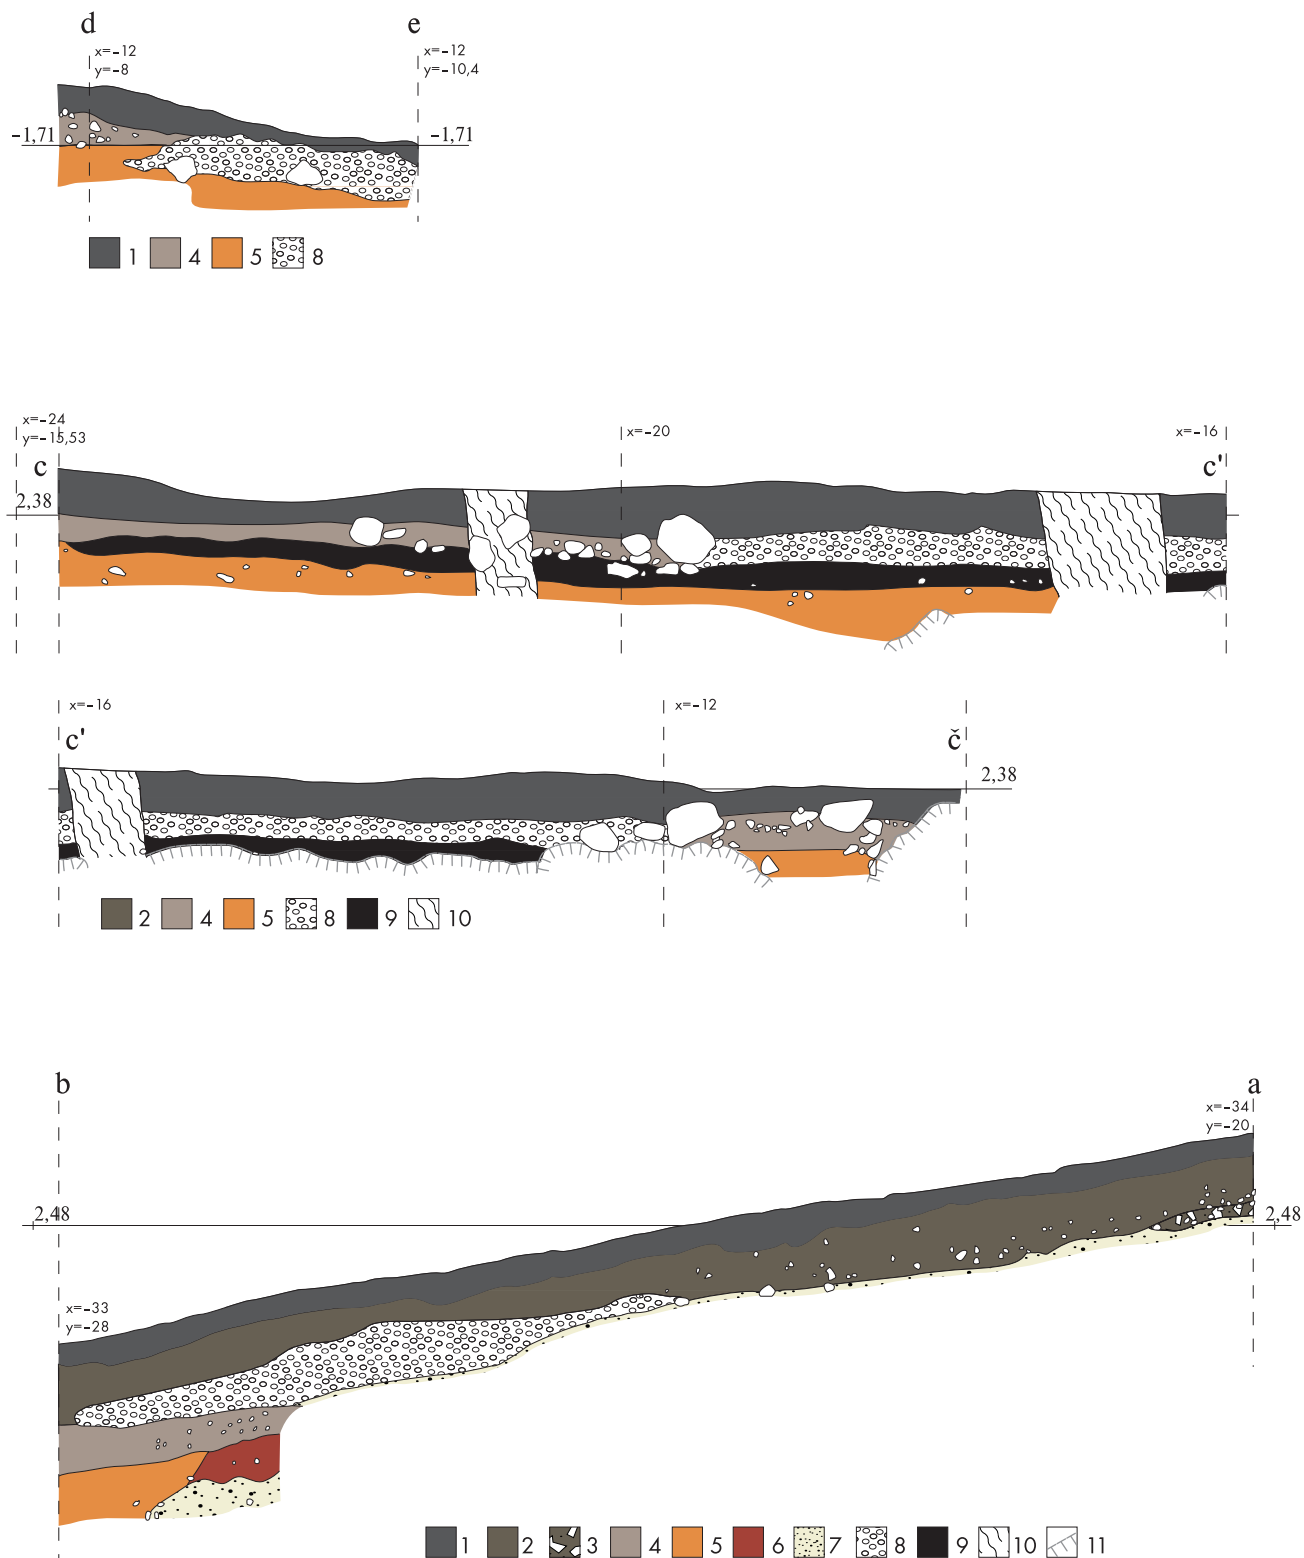 d e
x=-12 x=-12
y=-8 y=-10,4
-1,71 -1,71
1 4 5 8
x=-24 x=-20 x=-16
y=-15,53
c c'
2,38
x=-16 x=-12
c' č
2,38
2 4 5 8 9 10
b a
x=-34
y=-20
2,48 2,48
x=-33
y=-28
1 2 3 4 5 6 7 8 9 10 11